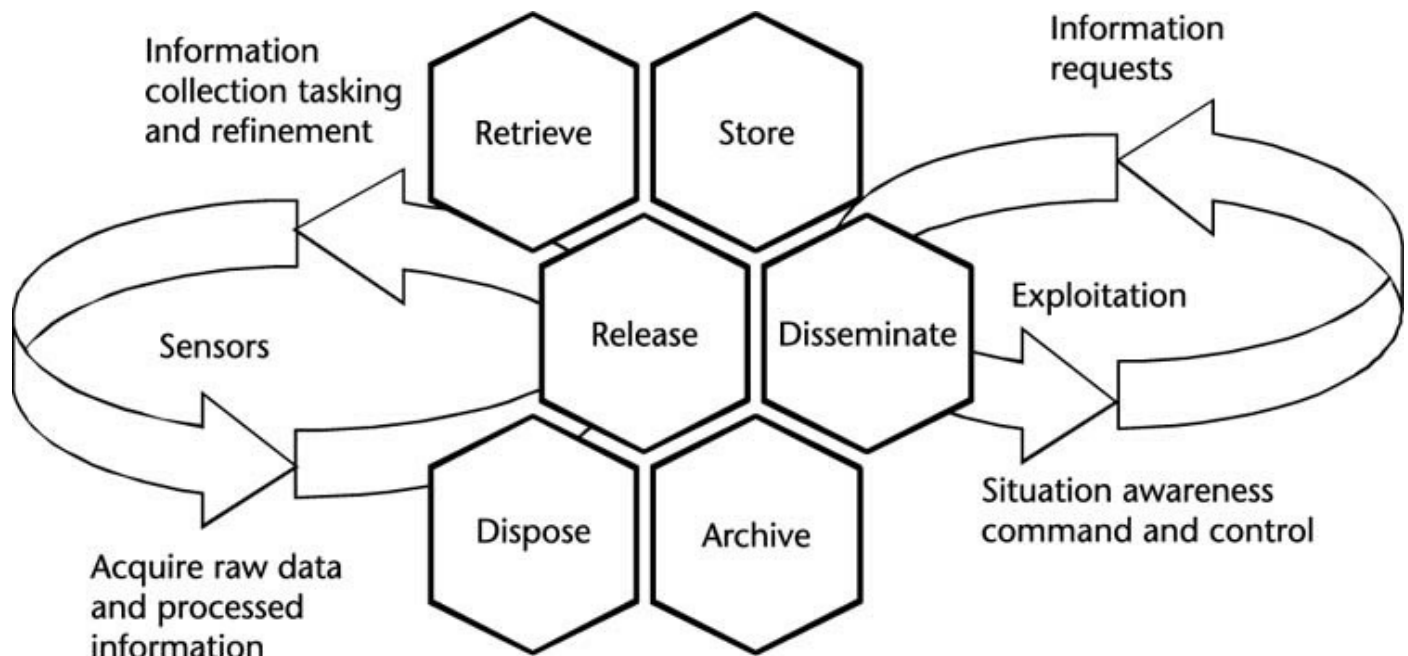 Information
collection tasking
and refinement
Retrieve
Store
Information
requests
Sensors
Release
Disseminate
Exploitation
Dispose
Archive
Situation awareness
command and control
Acquire raw data
and processed
information